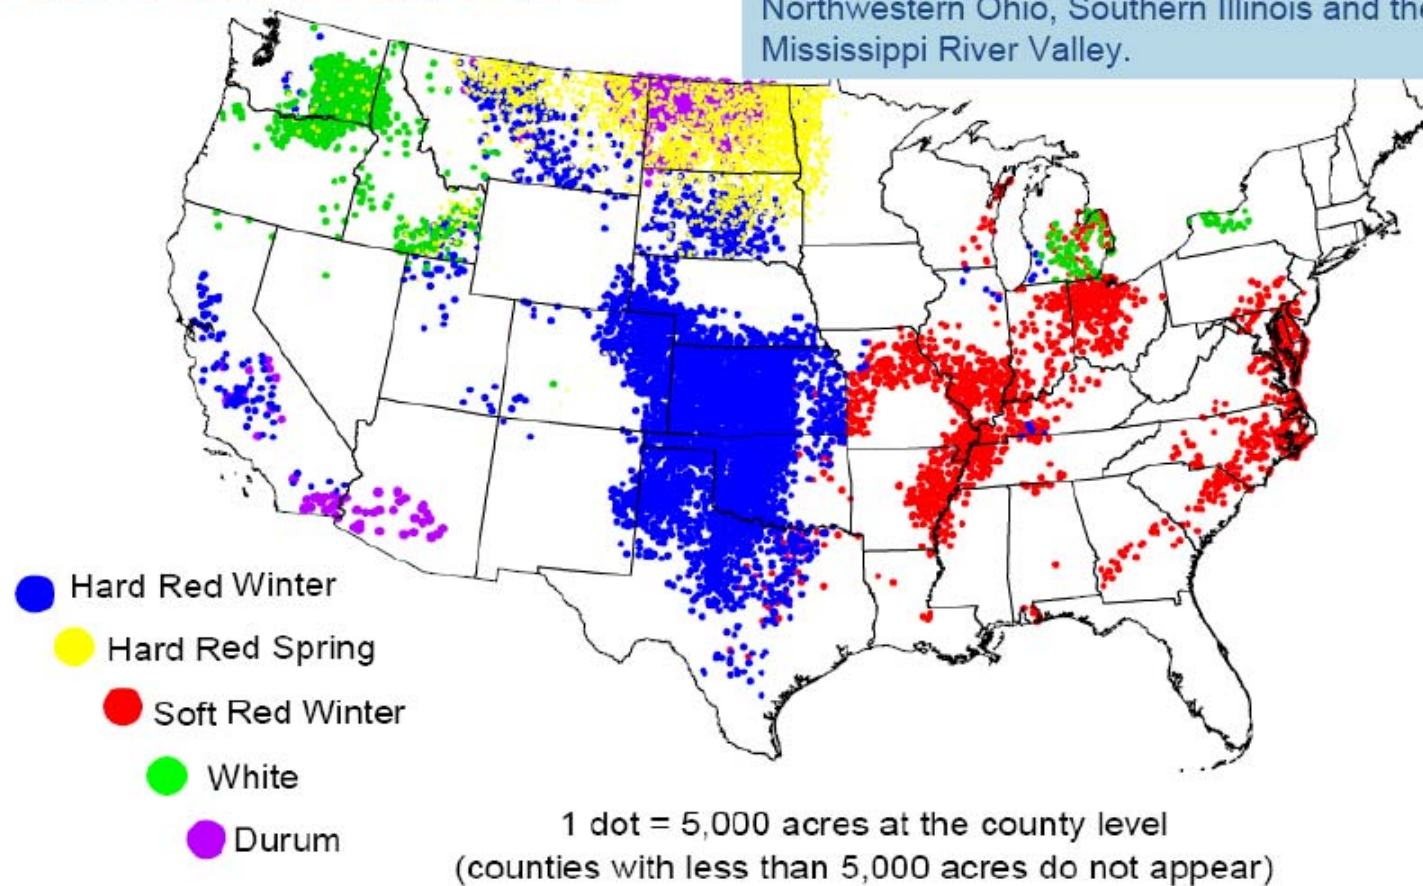 Northwestern Ohio, Southern Illinois and the
Mississippi River Valley.
Hard Red Winter
Hard Red Spring
Soft Red Winter
White
Durum
1 dot = 5,000 acres at the county level
(counties with less than 5,000 acres do not appear)